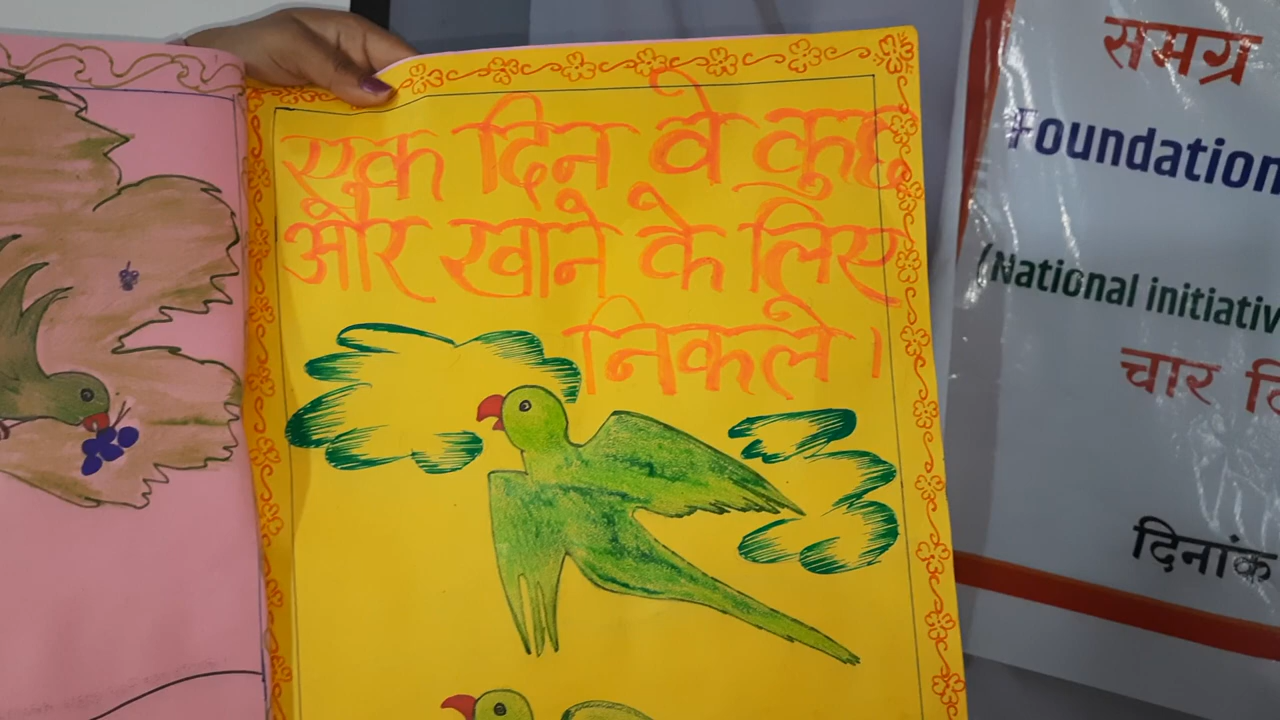 एक दिन वे कुछ
और खाने के लिए
निकले।
समग्र
Foundation
(National initiativ
चार
दिनांक